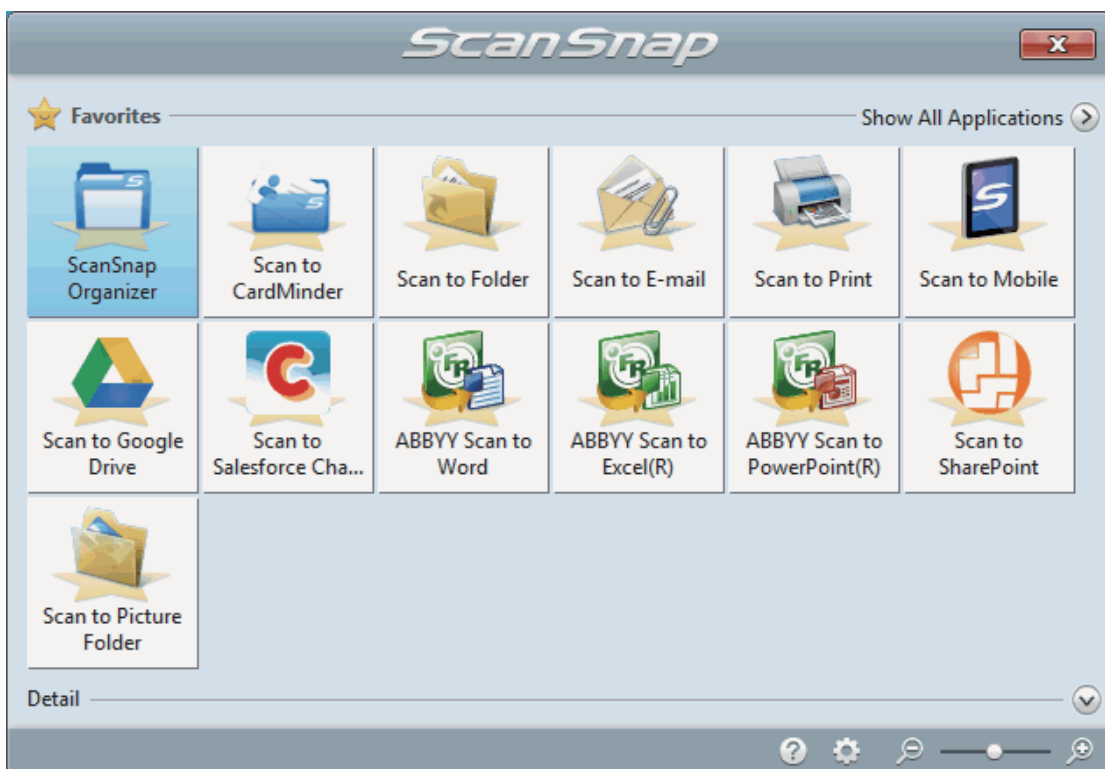 ScanSnap
Favorites
Show All Applications
ScanSnap
Organizer
Scan to
CardMinder
Scan to Folder
Scan to E-mail
Scan to Print
Scan to Mobile
Scan to Google
Drive
Scan to
Salesforce Cha...
ABBYY Scan to
Word
ABBYY Scan to
Excel(R)
ABBYY Scan to
PowerPoint(R)
Scan to
SharePoint
Scan to Picture
Folder
Detail